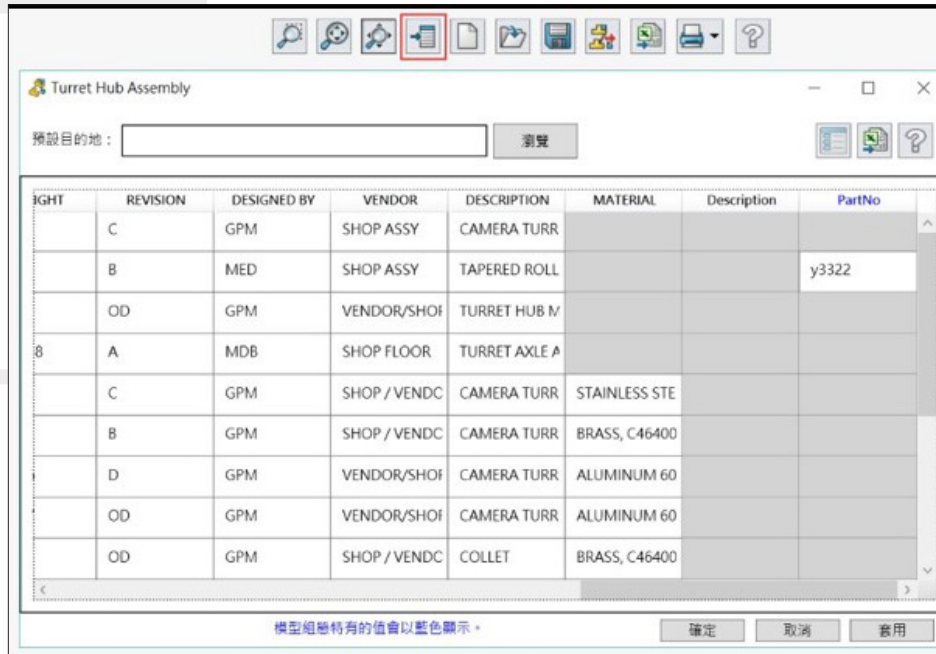 Turret Hub Assembly
預設目的地： 瀏覽
IGHT REVISION DESIGNED BY VENDOR DESCRIPTION MATERIAL Description PartNo
C GPM SHOP ASSY CAMERA TURR
B MED SHOP ASSY TAPERED ROLL y3322
OD GPM VENDOR/SHOF TURRET HUB M
8 A MDB SHOP FLOOR TURRET AXLE A
C GPM SHOP / VENDC CAMERA TURR STAINLESS STE
B GPM SHOP / VENDC CAMERA TURR BRASS, C46400
D GPM VENDOR/SHOF CAMERA TURR ALUMINUM 60
OD GPM VENDOR/SHOF CAMERA TURR ALUMINUM 60
OD GPM SHOP / VENDC COLLET BRASS, C46400
模型組態特有的值會以藍色顯示。 確定 取消 套用